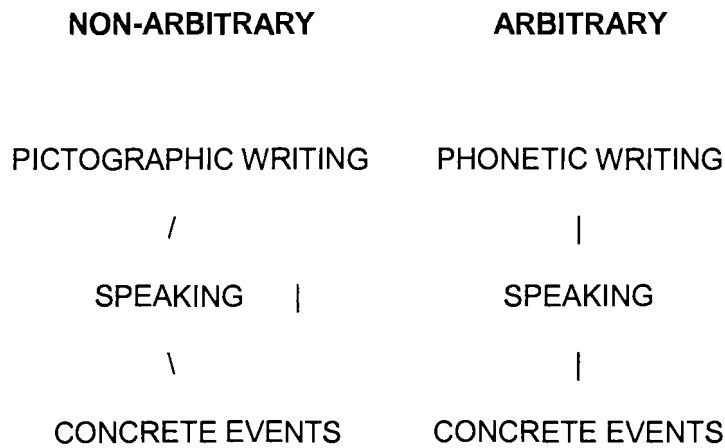 NON-ARBITRARY ARBITRARY
PICTOGRAPHIC WRITING PHONETIC WRITING
/ |
SPEAKING | SPEAKING
\ |
CONCRETE EVENTS CONCRETE EVENTS